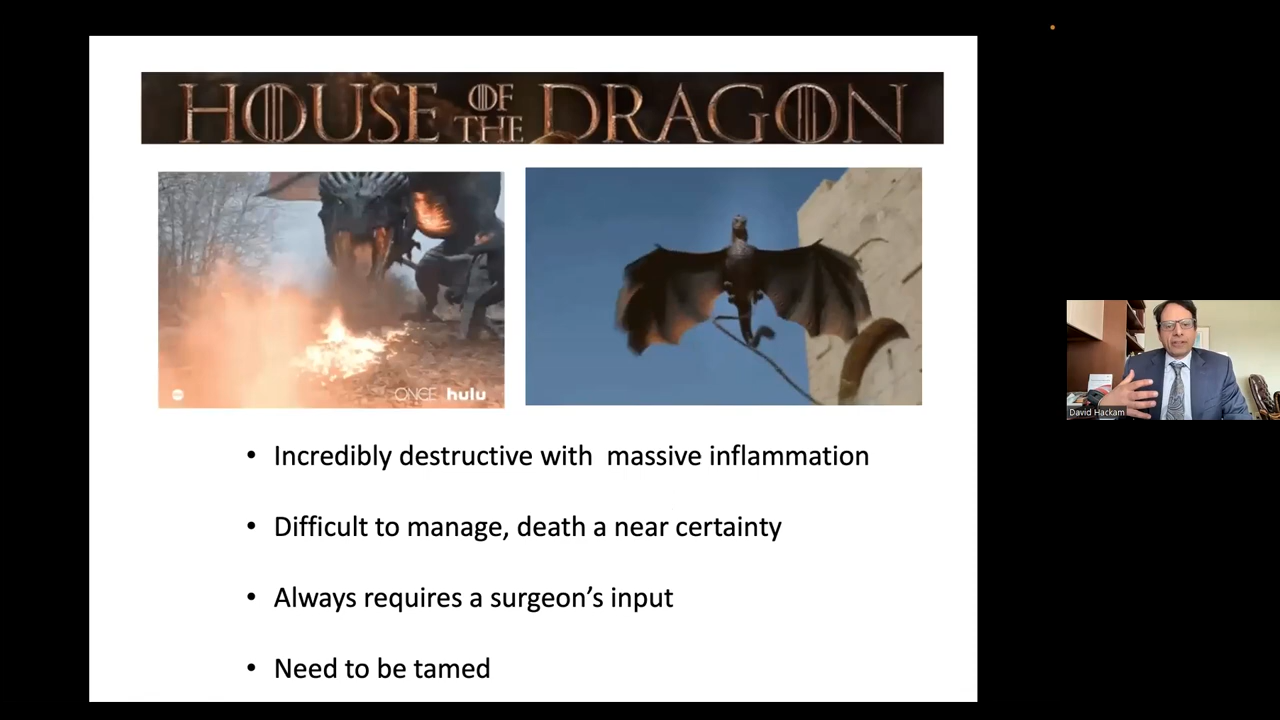 HOUSE OF THE DRAGON
ONCE hulu
• Incredibly destructive with  massive inflammation
• Difficult to manage, death a near certainty
• Always requires a surgeon’s input
• Need to be tamed
David Hackam